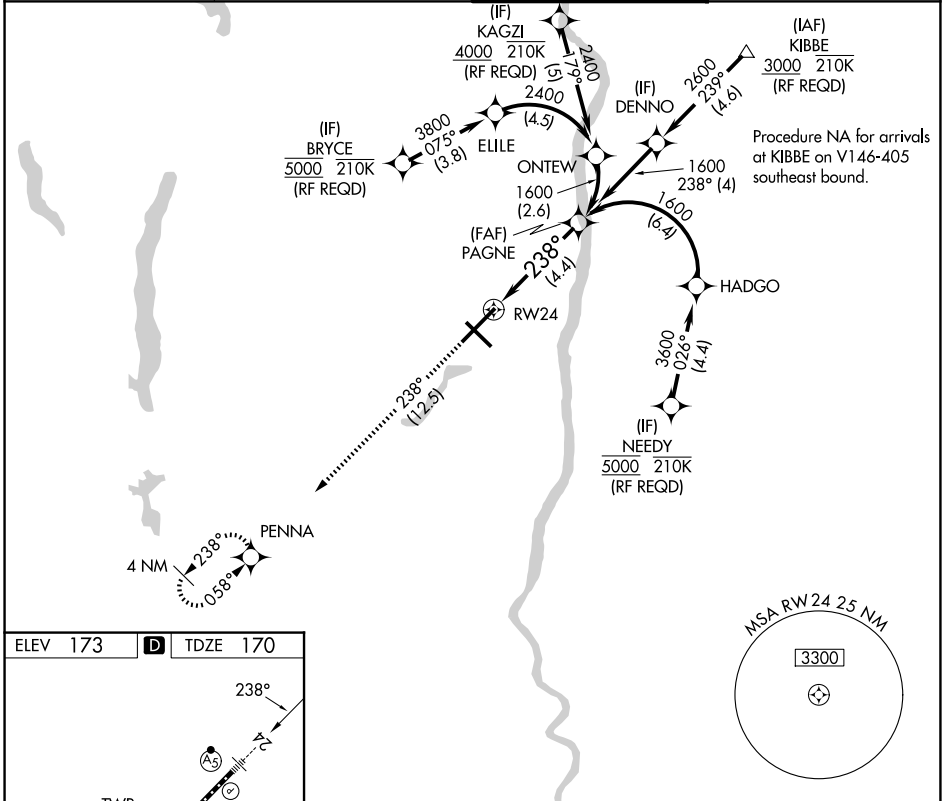 (IF)
KAGZI
4000 210K
(RF REQD)
2400
179°
(5)
(IAF)
KIBBE
3000 210K
(RF REQD)
2600
239°
(4.6)
(IF)
DENNO
Procedure NA for arrivals
at KIBBE on V146-405
southeast bound.
(IF)
BRYCE
5000 210K
(RF REQD)
3800
075°
(3.8)
ELILE
2400
(4.5)
ONTEW
1600
(2.6)
1600
238° (4)
(FAF)
PAGNE
1600
(6.4)
238°
(4.4)
HADGO
RW24
3600
026°
(4.4)
238°
(12.5)
(IF)
NEEDY
5000 210K
(RF REQD)
PENNA
4 NM
238°
058°
MSA RW24 25 NM
3300
ELEV 173 D TDZE 170
238°
24
A5
P
TWR